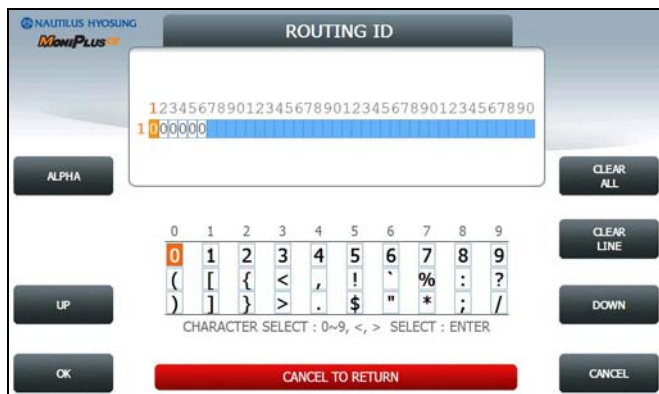 NAUTILUS HYOSUNG
MoniPlus
ROUTING ID
1234567890123456789012345678901234567890
1 000000
ALPHA
CLEAR
ALL
0 1 2 3 4 5 6 7 8 9
CLEAR
LINE
0 1 2 3 4 5 6 7 8 9
( [ { < , ! ` % : ?
) ] } > . $ " * ; /
UP
DOWN
CHARACTER SELECT : 0~9, <, > SELECT : ENTER
OK
CANCEL TO RETURN
CANCEL